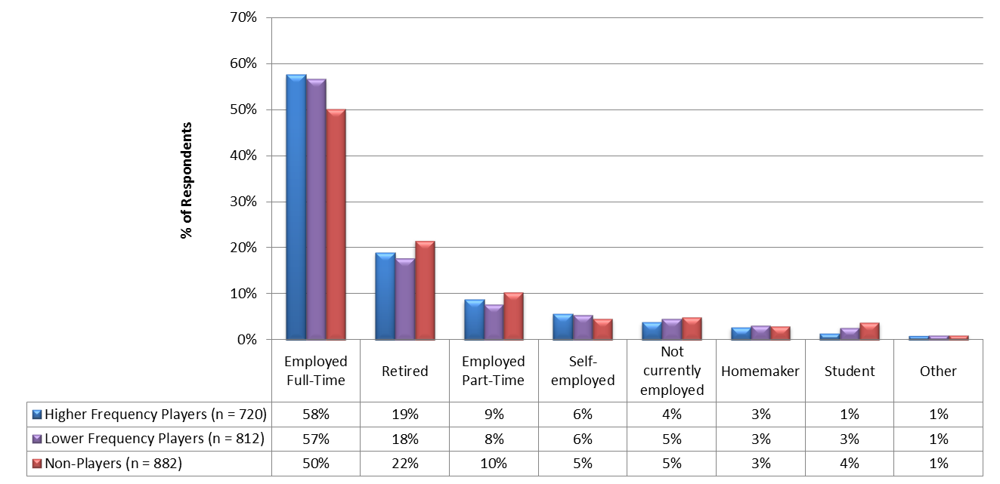 70%
60%
50%
40%
30%
20%
10%
0%
% of Respondents
Employed
Full-Time
Retired
Employed
Part-Time
Self-
employed
Not
currently
employed
Homemaker
Student
Other
Higher Frequency Players (n = 720) 58% 19% 9% 6% 4% 3% 1% 1%
Lower Frequency Players (n = 812) 57% 18% 8% 6% 5% 3% 3% 1%
Non-Players (n = 882) 50% 22% 10% 5% 5% 3% 4% 1%